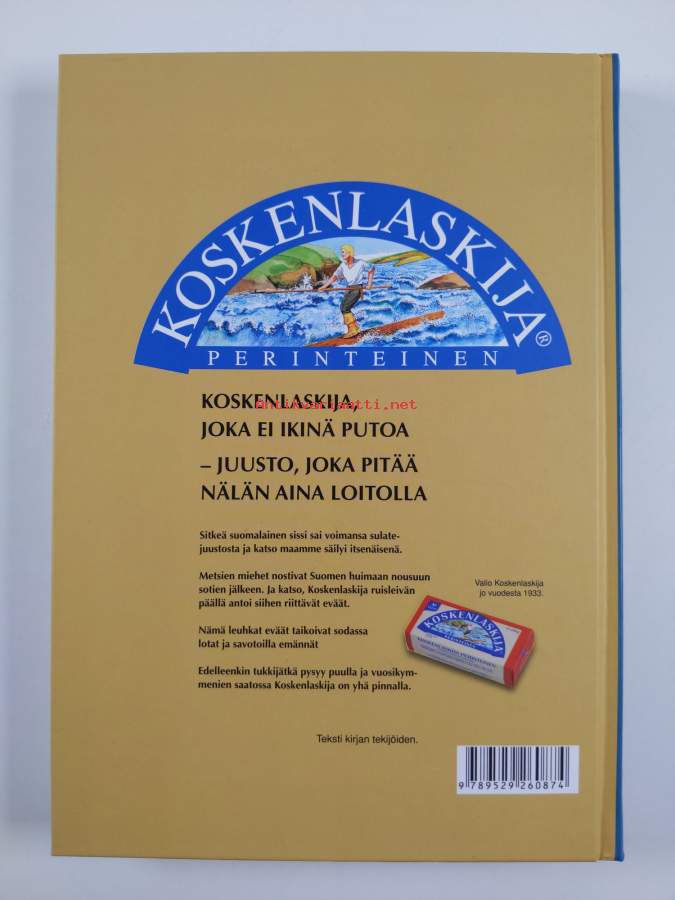 KOSKENLASKIJA®
PERINTEINEN
KOSKENLASKIJA,
Antikvariaatti.net
JOKA EI IKINÄ PUTOA
– JUUSTO, JOKA PITÄÄ
NÄLÄN AINA LOITOLLA
Sitkeä suomalainen sissi sai voimansa sulate-
juustosta ja katso maamme säilyi itsenäisenä.
Metsien miehet nostivat Suomen huimaan nousuun
sotien jälkeen. Ja katso, Koskenlaskija ruisleivän
päällä antoi siihen riittävät eväät.
Valio Koskenlaskija
jo vuodesta 1933.
KOSKENLASKIJA
PERINTEINEN
Nämä leuhkat eväät taikoivat sodassa
lotat ja savotoilla emännät
Edelleenkin tukkijätkä pysyy puulla ja vuosikym-
menien saatossa Koskenlaskija on yhä pinnalla.
Teksti kirjan tekijöiden.
9 789529 260874